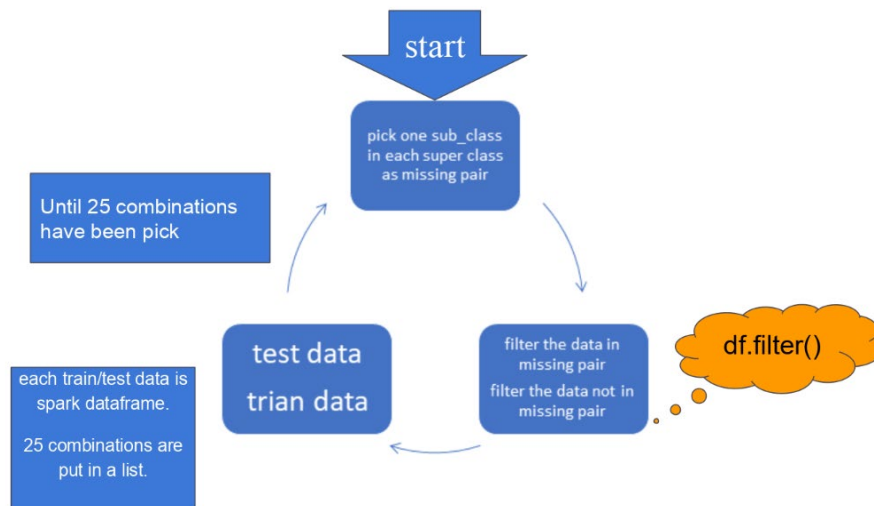 start
pick one sub_class
in each super class
as missing pair
Until 25 combinations
have been pick
filter the data in
missing pair
filter the data not in
missing pair
df.filter()
test data
trian data
each train/test data is
spark dataframe.
25 combinations are
put in a list.